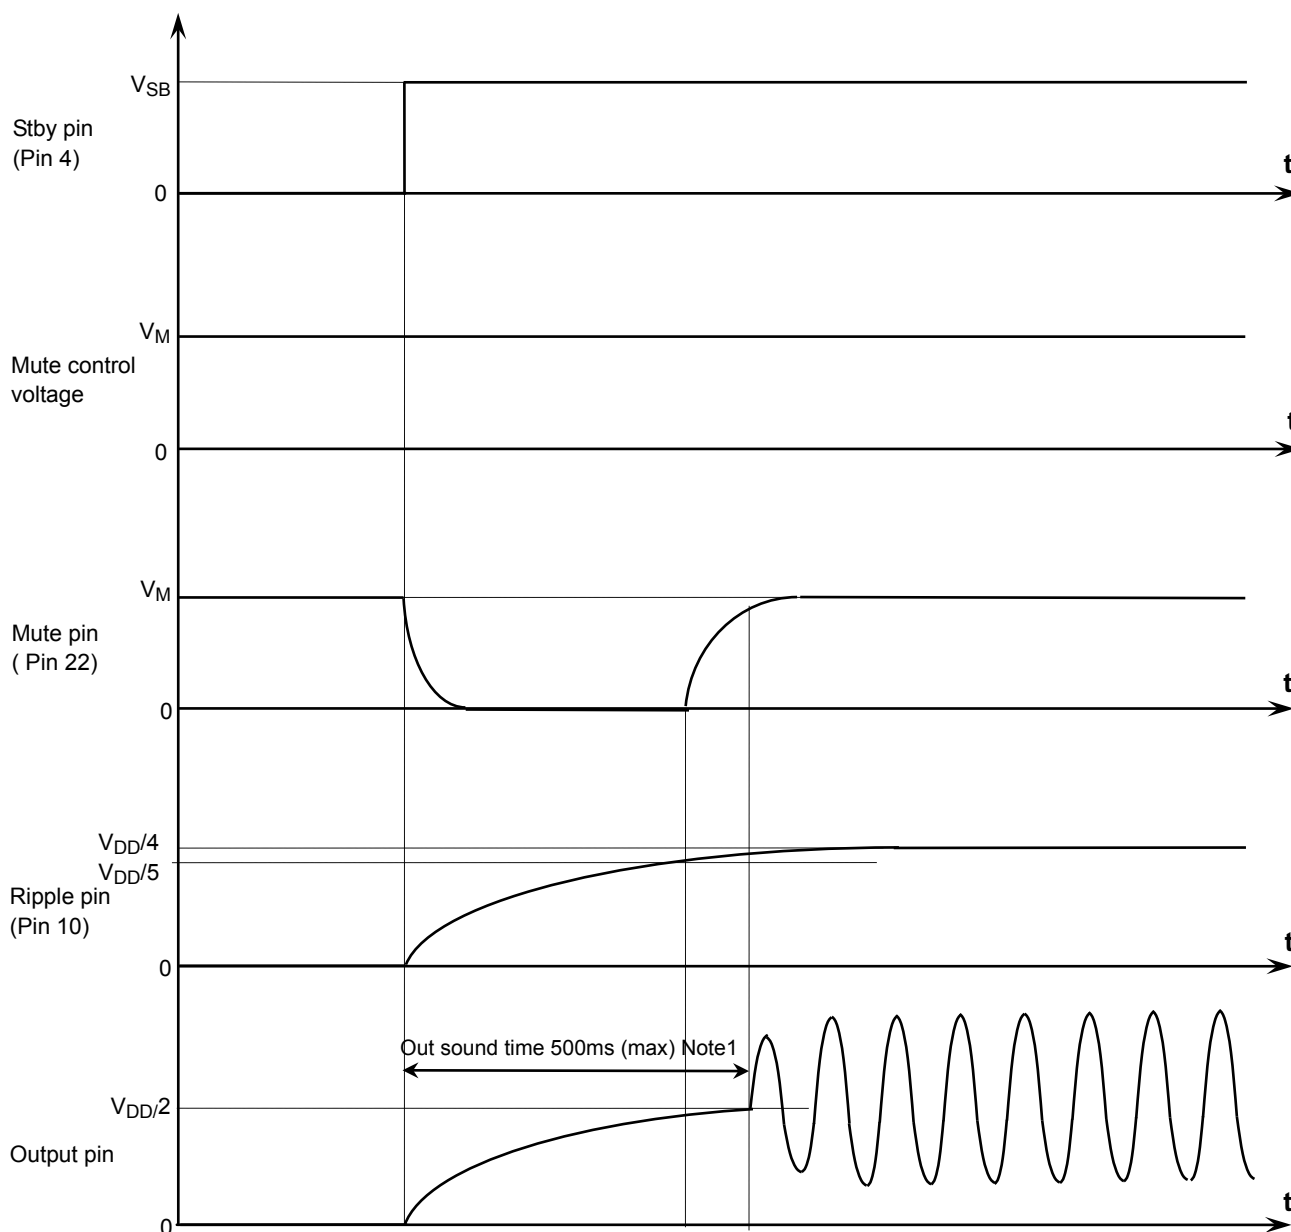 VSB
Stby pin
(Pin 4)
t
0
VM
Mute control
voltage
t
0
VM
Mute pin
( Pin 22)
t
0
VDD/4
VDD/5
Ripple pin
(Pin 10)
t
0
Out sound time 500ms (max) Note1
VDD/2
Output pin
t
0